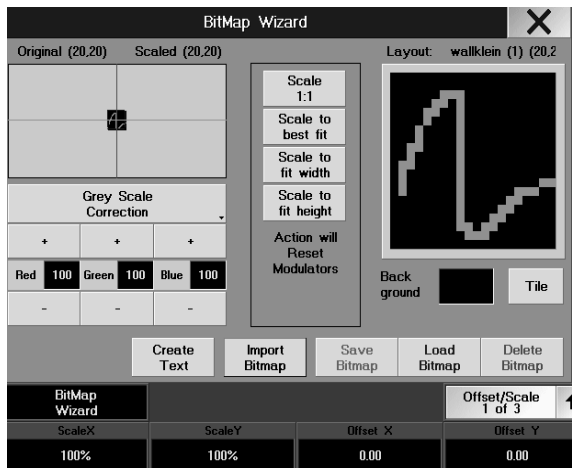 BitMap Wizard
Original (20,20)
Scaled (20,20)
Layout:
wallklein (1) (20,2
Scale
1:1
Scale to
best fit
Scale to
fit width
Scale to
fit height
Action will
Reset
Modulators
Grey Scale
Correction
+
+
+
Red
100
Green
100
Blue
100
-
-
-
Back
ground
Tile
Create
Text
Import
Bitmap
Save
Bitmap
Load
Bitmap
Delete
Bitmap
BitMap
Wizard
Offset/Scale
1 of 3
ScaleX
ScaleY
Offset X
Offset Y
100%
100%
0.00
0.00